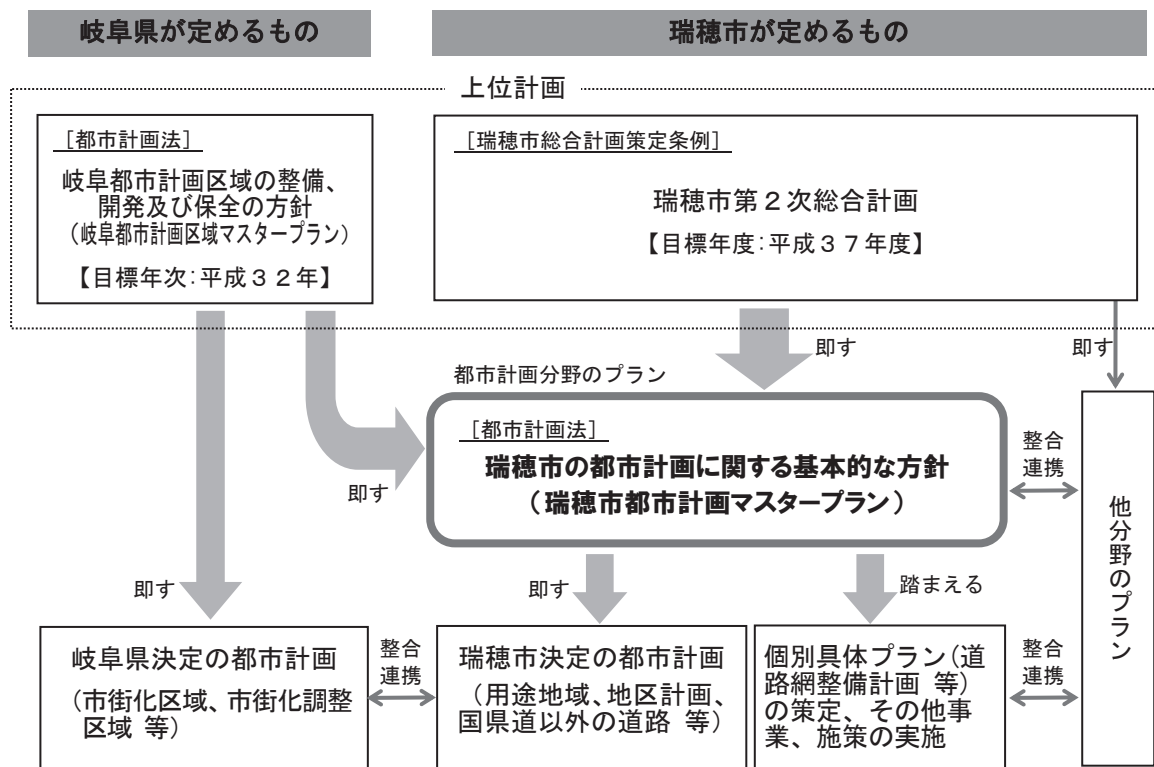 岐阜県が定めるもの
瑞穂市が定めるもの
上位計画
［都市計画法］
岐阜都市計画区域の整備、
開発及び保全の方針
（岐阜都市計画区域マスタープラン）
【目標年次：平成３２年】
［瑞穂市総合計画策定条例］
瑞穂市第２次総合計画
【目標年度：平成３７年度】
即す
即す
都市計画分野のプラン
［都市計画法］
瑞穂市の都市計画に関する基本的な方針
（瑞穂市都市計画マスタープラン）
即す
整合
連携
他分野のプラン
即す
即す
踏まえる
岐阜県決定の都市計画
（市街化区域、市街化調整
区域 等）
整合
連携
瑞穂市決定の都市計画
（用途地域、地区計画、
国県道以外の道路 等）
個別具体プラン（道
路網整備計画 等）
の策定、その他事
業、施策の実施
整合
連携